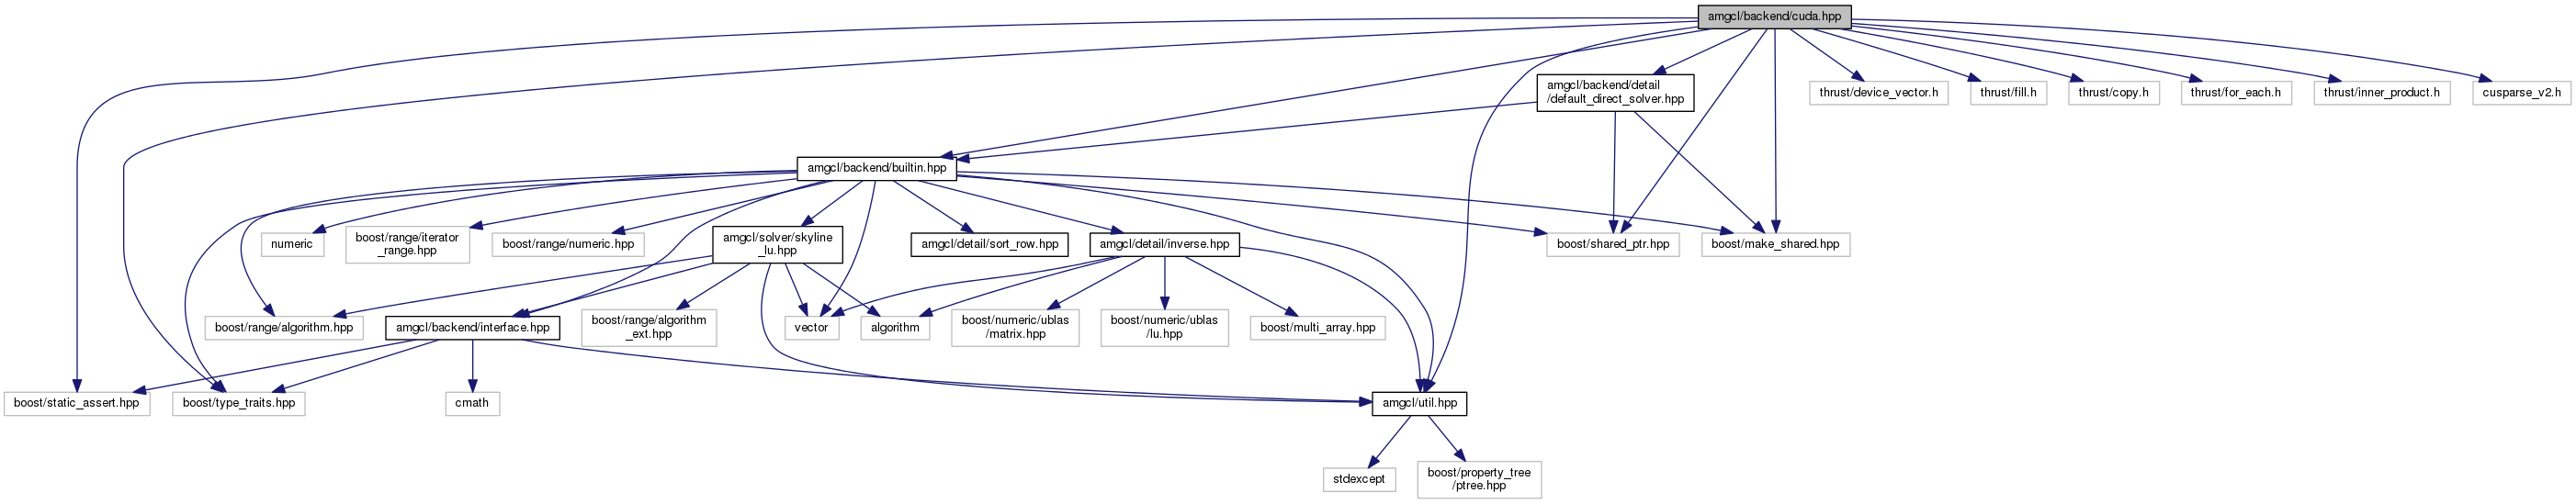 amgcl/backend/cuda.hpp
amgcl/backend/detail
/default_direct_solver.hpp
thrust/device_vector.h
thrust/fill.h
thrust/copy.h
thrust/for_each.h
thrust/inner_product.h
cusparse_v2.h
amgcl/backend/builtin.hpp
numeric
boost/range/iterator
_range.hpp
boost/range/numeric.hpp
amgcl/solver/skyline
_lu.hpp
amgcl/detail/sort_row.hpp
amgcl/detail/inverse.hpp
boost/shared_ptr.hpp
boost/make_shared.hpp
boost/range/algorithm.hpp
amgcl/backend/interface.hpp
boost/range/algorithm
_ext.hpp
vector
algorithm
boost/numeric/ublas
/matrix.hpp
boost/numeric/ublas
/lu.hpp
boost/multi_array.hpp
boost/static_assert.hpp
boost/type_traits.hpp
cmath
amgcl/util.hpp
stdexcept
boost/property_tree
/ptree.hpp